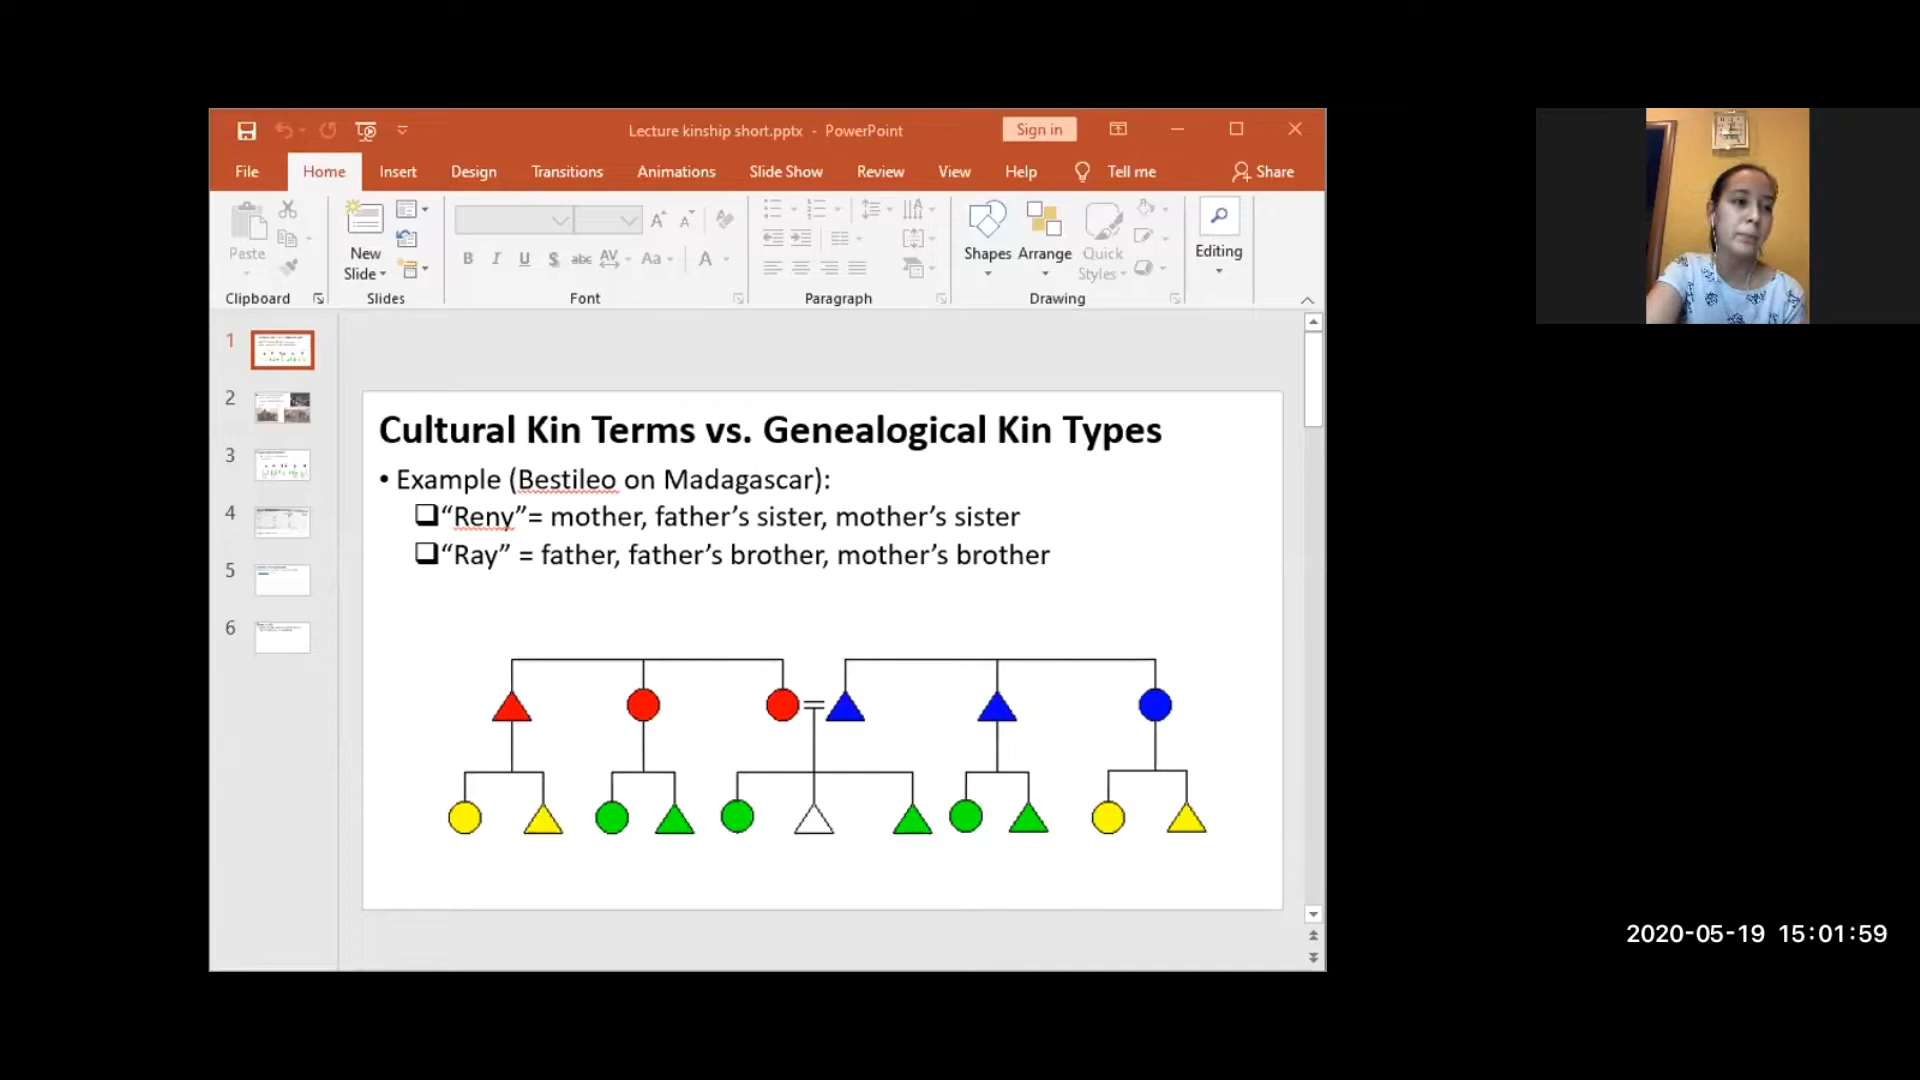 Lecture kinship short.pptx - PowerPoint
Sign in
File Home Insert Design Transitions Animations Slide Show Review View Help Tell me Share
Paste
New Slide
B I U S abc AV Aa A
Shapes Arrange Quick Styles
Editing
Clipboard Slides Font Paragraph Drawing
1
2
3
4
5
6
Cultural Kin Terms vs. Genealogical Kin Types
• Example (Bestileo on Madagascar):
❑“Reny”= mother, father’s sister, mother’s sister
❑“Ray” = father, father’s brother, mother’s brother
2020-05-19 15:01:59